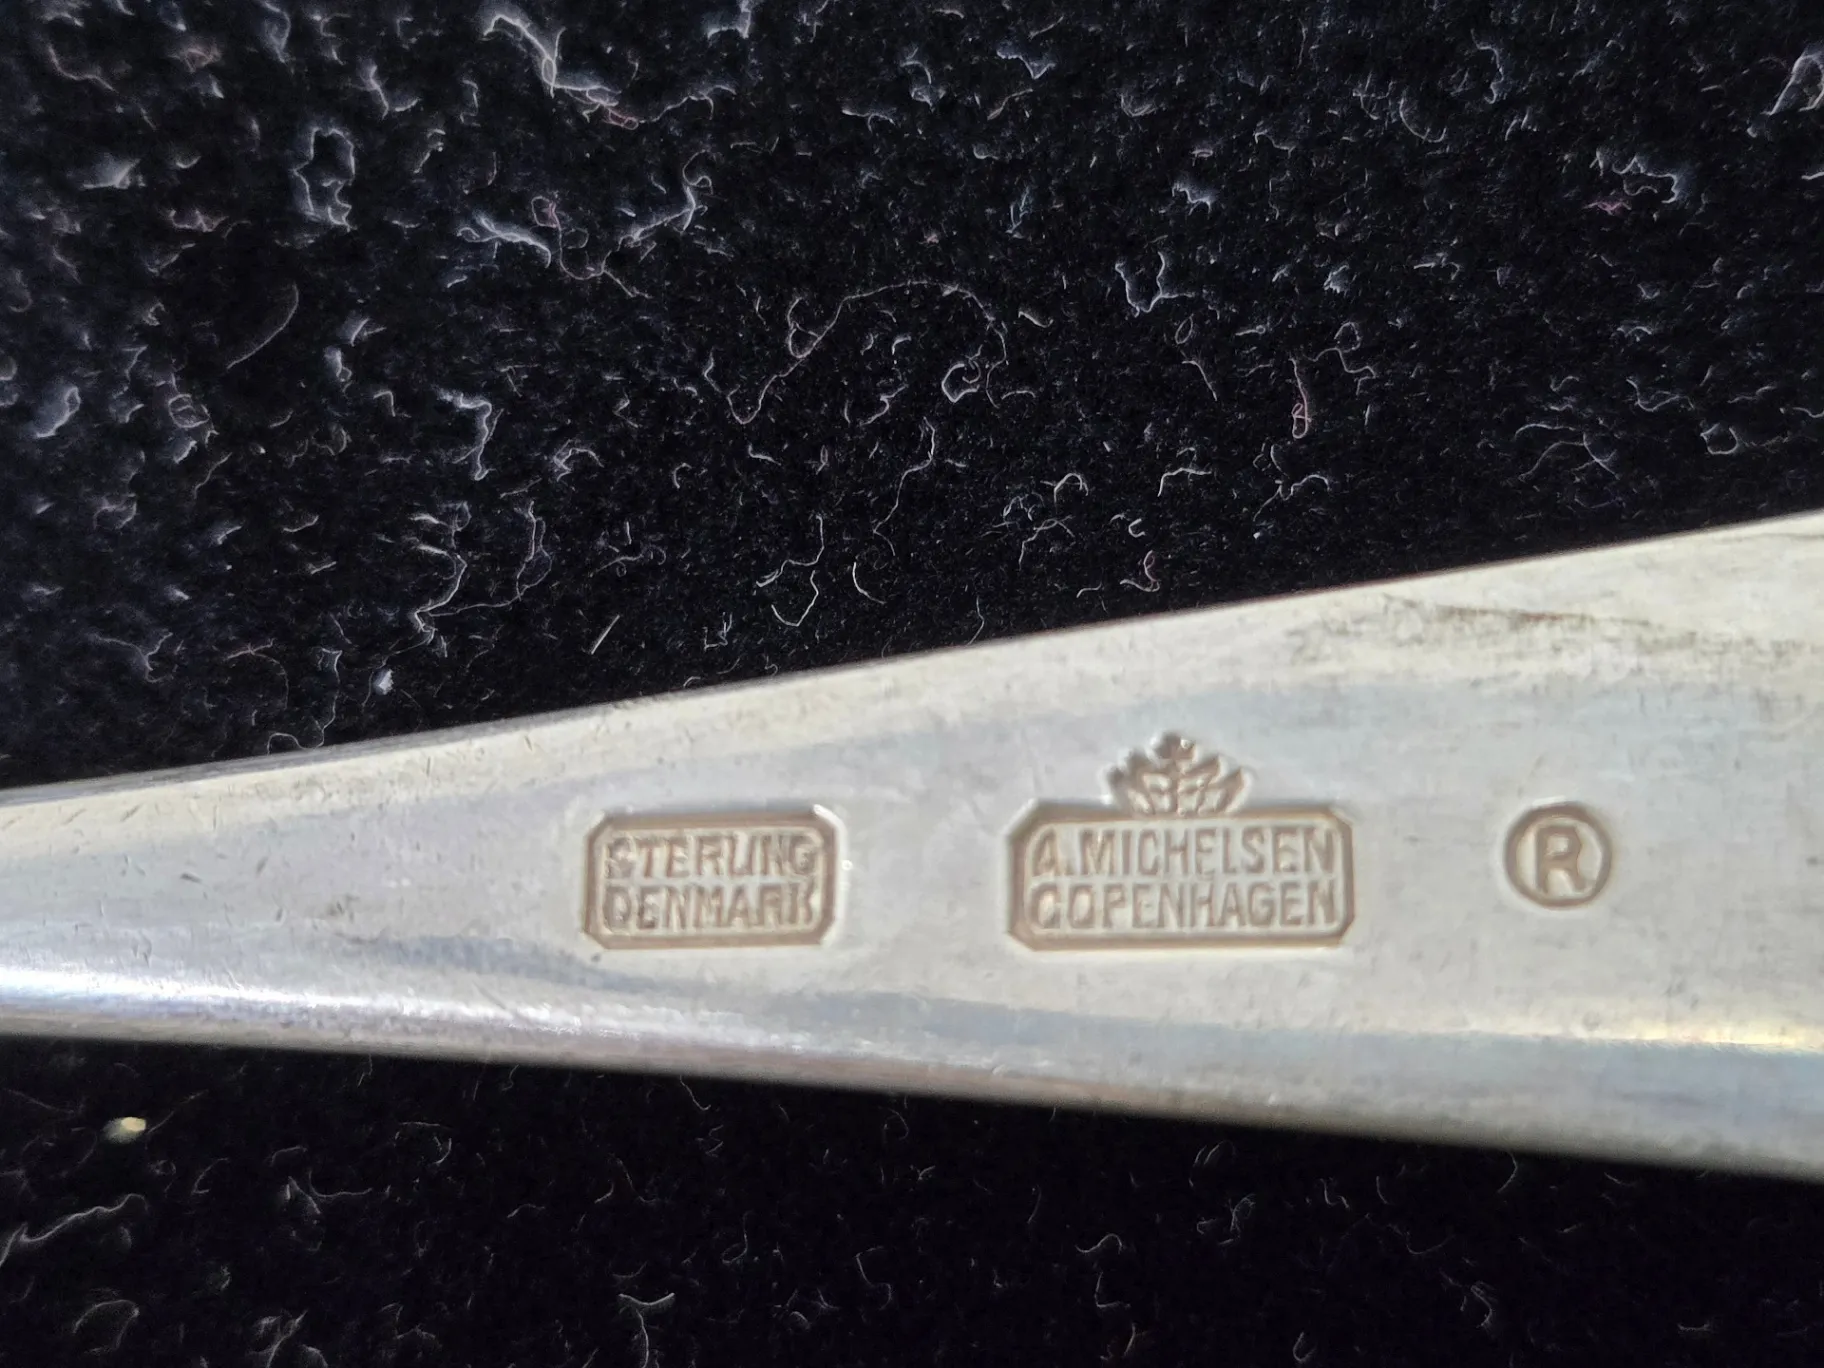 STERLING
DENMARK
A. MICHELSEN
COPENHAGEN
®